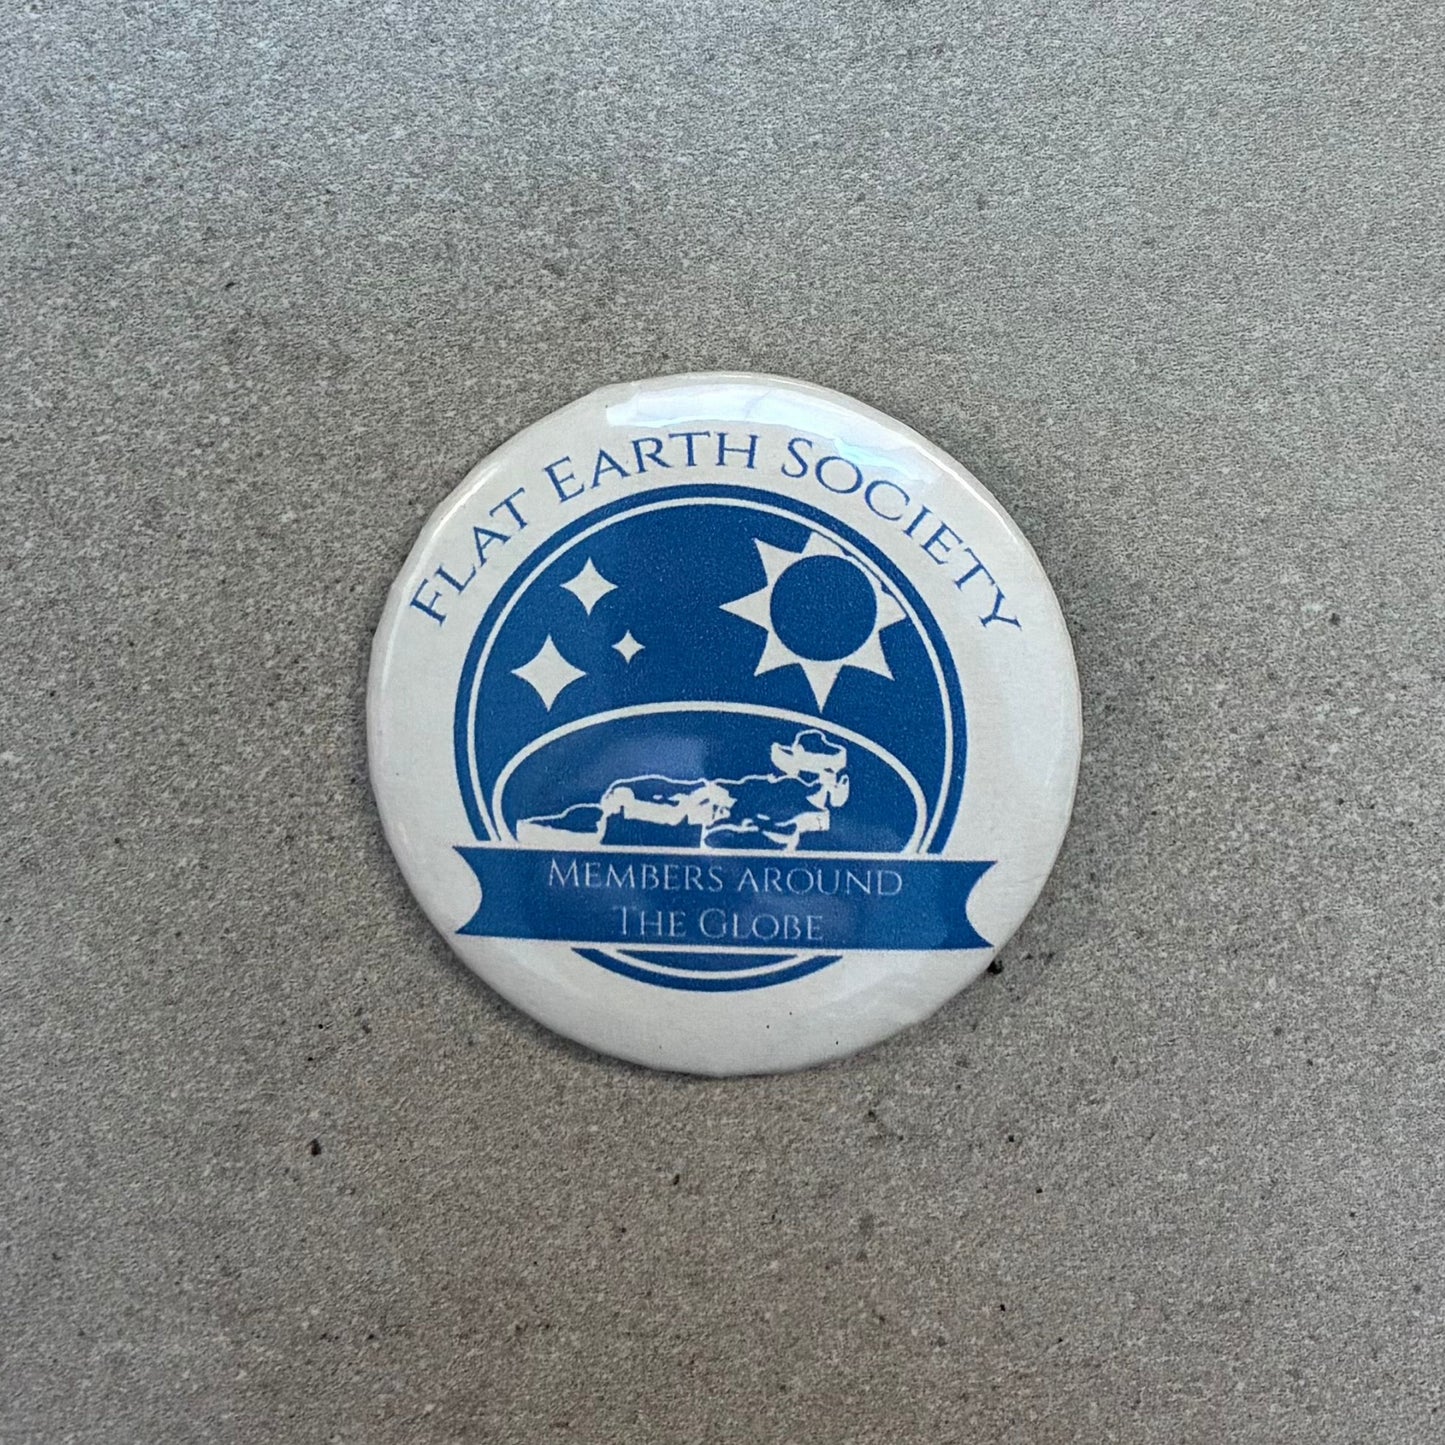 Flat Earth Society
Members around
The Globe